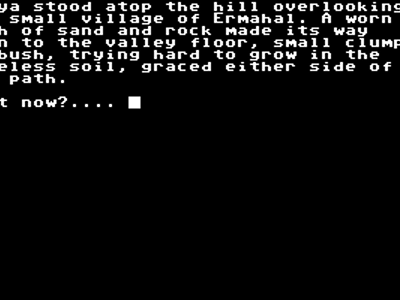 ya stood atop the hill overlooking
small village of Ermahal. A worn
h of sand and rock made its way
n to the valley floor, small clump
bush, trying hard to grow in the
eless soil, graced either side of
path.
t now?....